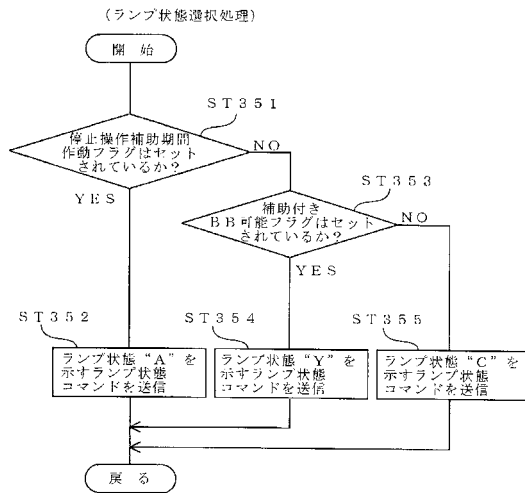 (ランプ状態選択処理)
開 始
ST351
停止操作補助期間
作動フラグはセット
されているか?
NO
YES
ST353
補助付き
BB可能フラグはセット
されているか?
NO
YES
ST352
ランプ状態“A”を
示すランプ状態
コマンドを送信
ST354
ランプ状態“Y”を
示すランプ状態
コマンドを送信
ST355
ランプ状態“C”を
示すランプ状態
コマンドを送信
戻 る